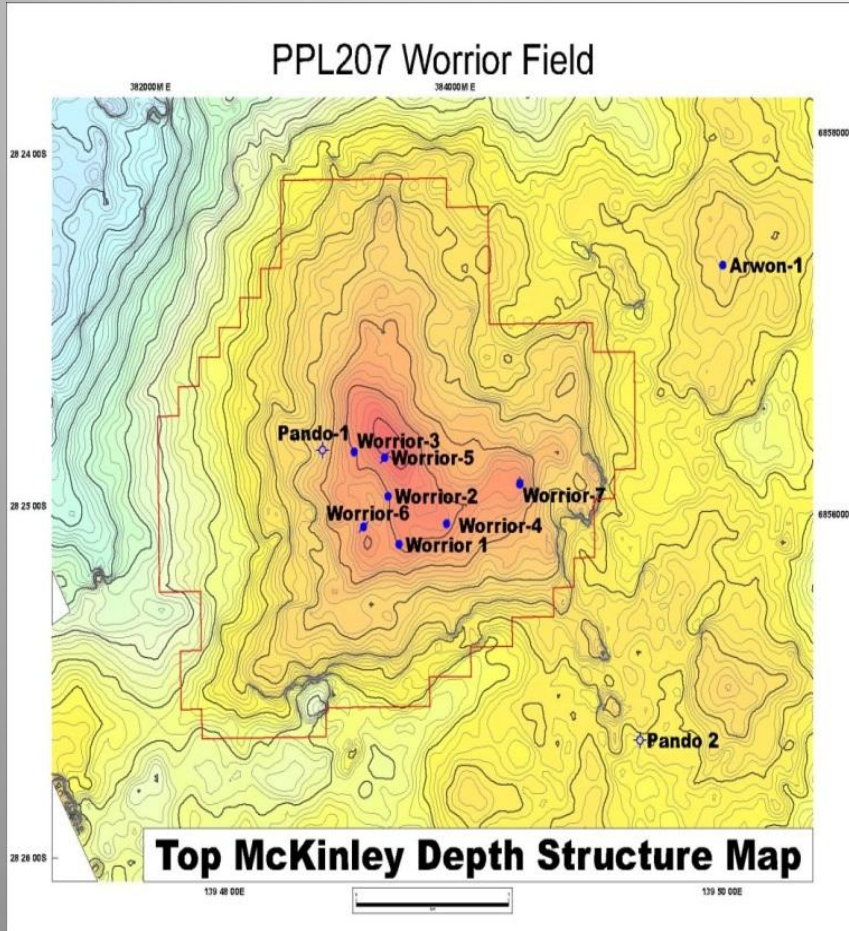 PPL207 Worrior Field
382000M E
384000M E
28 24 00S
6858000
Arwon-1
Pando-1
Worrior-3
Worrior-5
Worrior-2
Worrior-7
28 25 00S
6856000
Worrior-6
Worrior-4
Worrior 1
Pando 2
28 26 00S
Top McKinley Depth Structure Map
139 48 00E
139 50 00E